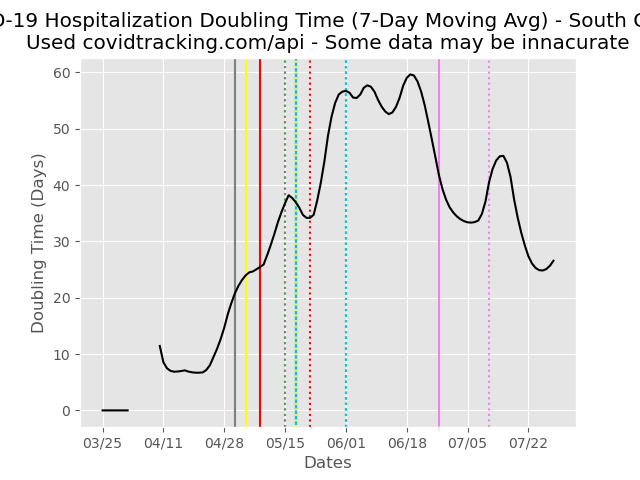 -19 Hospitalization Doubling Time (7-Day Moving Avg) - South
Used covidtracking.com/api - Some data may be innacurate
60
50
40
30
20
10
0
Doubling Time (Days)
03/25 04/11 04/28 05/15 06/01 06/18 07/05 07/22
Dates